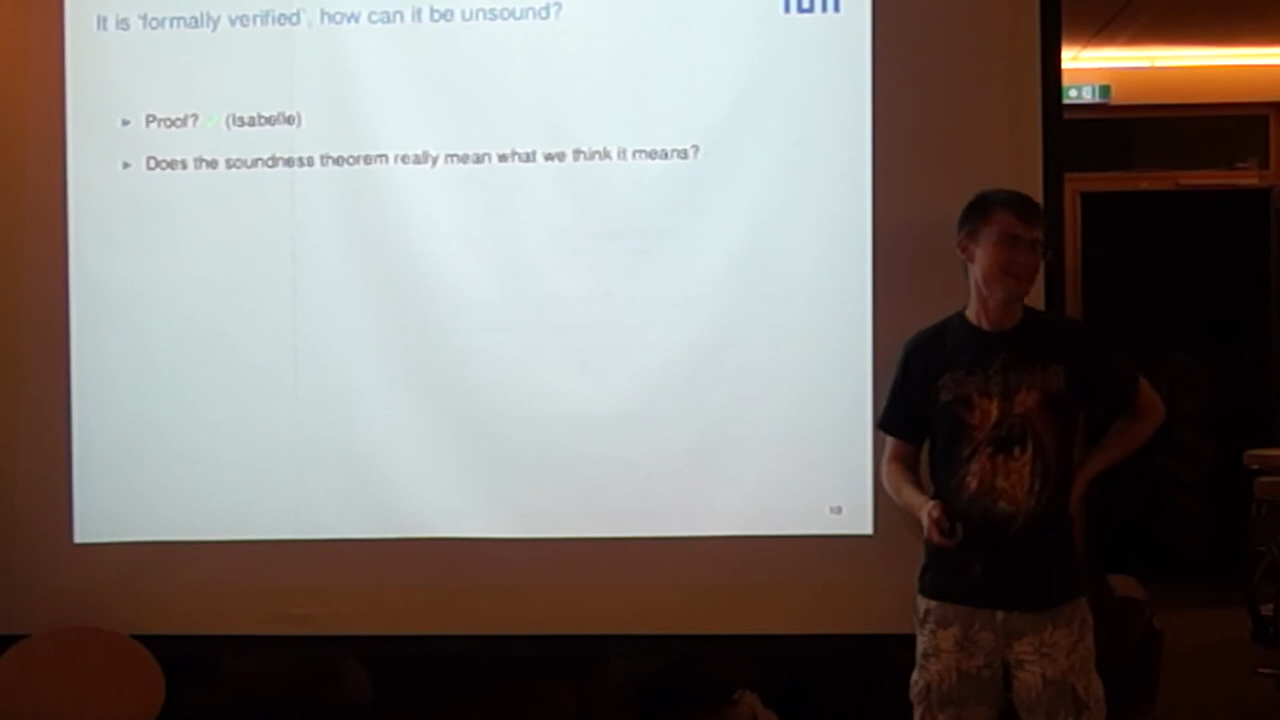 It is 'formally verified', how can it be unsound?
TUM
► Proof? ✓ (Isabelle)
► Does the soundness theorem really mean what we think it means?